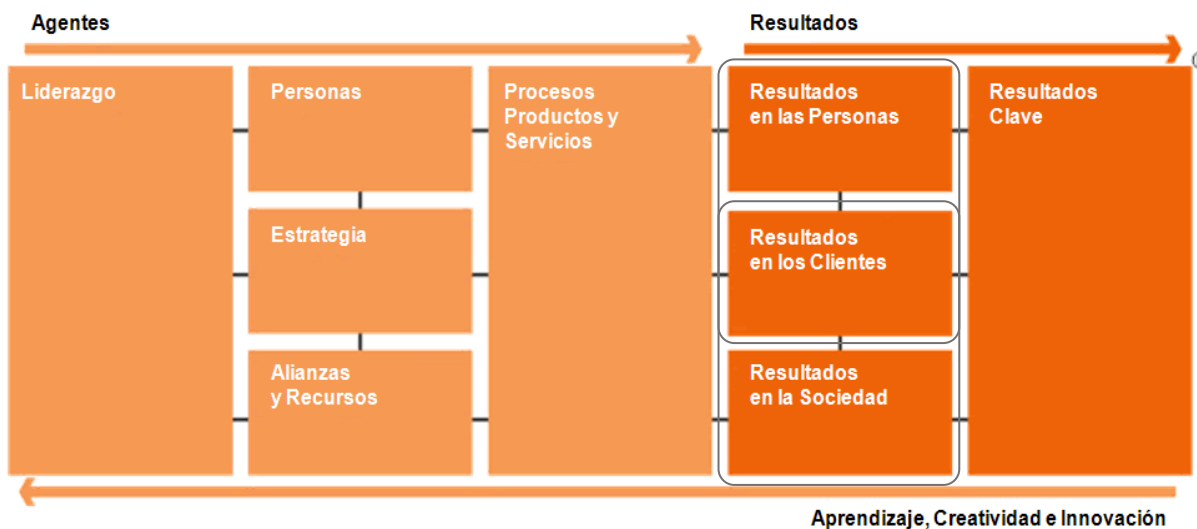 Agentes
Resultados
Liderazgo
Personas
Procesos
Productos y
Servicios
Resultados
en las Personas
Resultados
Clave
Estrategia
Resultados
en los Clientes
Alianzas
y Recursos
Resultados
en la Sociedad
Aprendizaje, Creatividad e Innovación